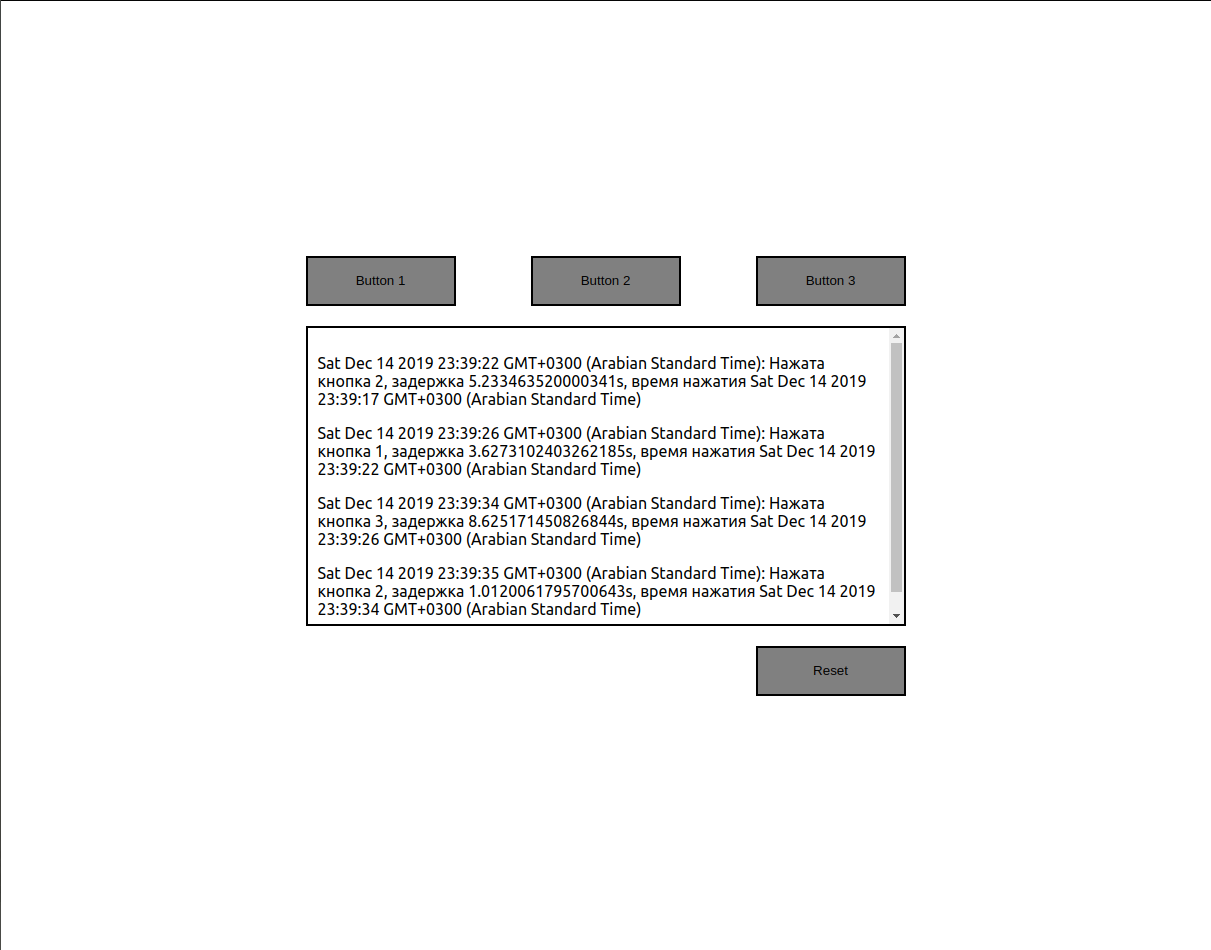 Button 1
Button 2
Button 3
Sat Dec 14 2019 23:39:22 GMT+0300 (Arabian Standard Time): Нажата
кнопка 2, задержка 5.233463520000341s, время нажатия Sat Dec 14 2019
23:39:17 GMT+0300 (Arabian Standard Time)
Sat Dec 14 2019 23:39:26 GMT+0300 (Arabian Standard Time): Нажата
кнопка 1, задержка 3.6273102403262185s, время нажатия Sat Dec 14 2019
23:39:22 GMT+0300 (Arabian Standard Time)
Sat Dec 14 2019 23:39:34 GMT+0300 (Arabian Standard Time): Нажата
кнопка 3, задержка 8.625171450826844s, время нажатия Sat Dec 14 2019
23:39:26 GMT+0300 (Arabian Standard Time)
Sat Dec 14 2019 23:39:35 GMT+0300 (Arabian Standard Time): Нажата
кнопка 2, задержка 1.0120061795700643s, время нажатия Sat Dec 14 2019
23:39:34 GMT+0300 (Arabian Standard Time)
Reset